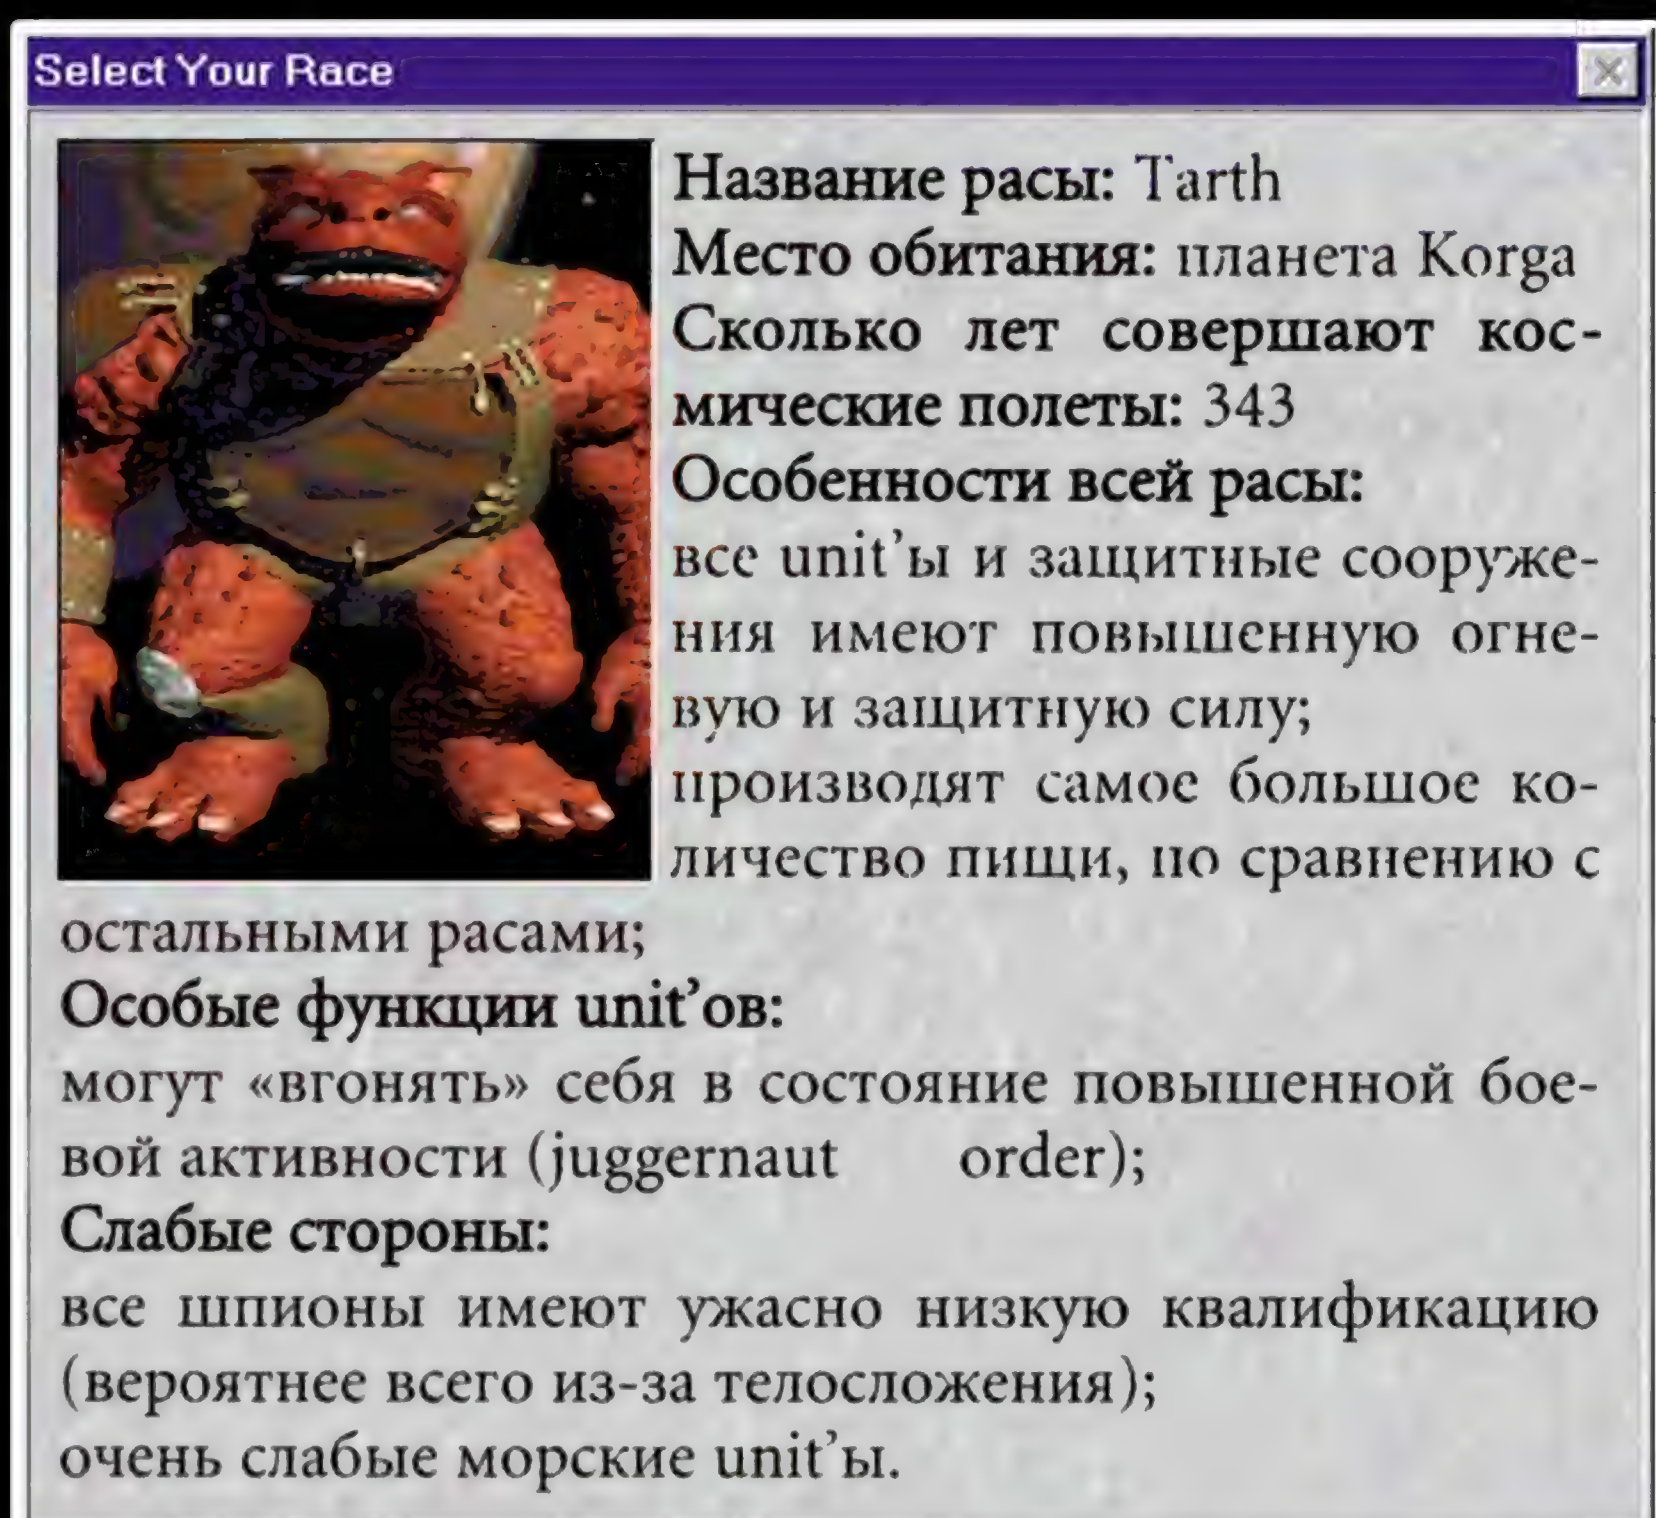 Select Your Race
Название расы: Tarth
Место обитания: планета Korga
Сколько лет совершают кос-
мические полеты: 343
Особенности всей расы:
все unit’ы и защитные сооруже-
ния имеют повышенную огне-
вую и защитную силу;
производят самое большое ко-
личество пищи, по сравнению с
остальными расами;
Особые функции unit’ов:
могут «вгонять» себя в состояние повышенной бое-
вой активности (juggernaut order);
Слабые стороны:
все шпионы имеют ужасно низкую квалификацию
(вероятнее всего из-за телосложения);
очень слабые морские unit’ы.